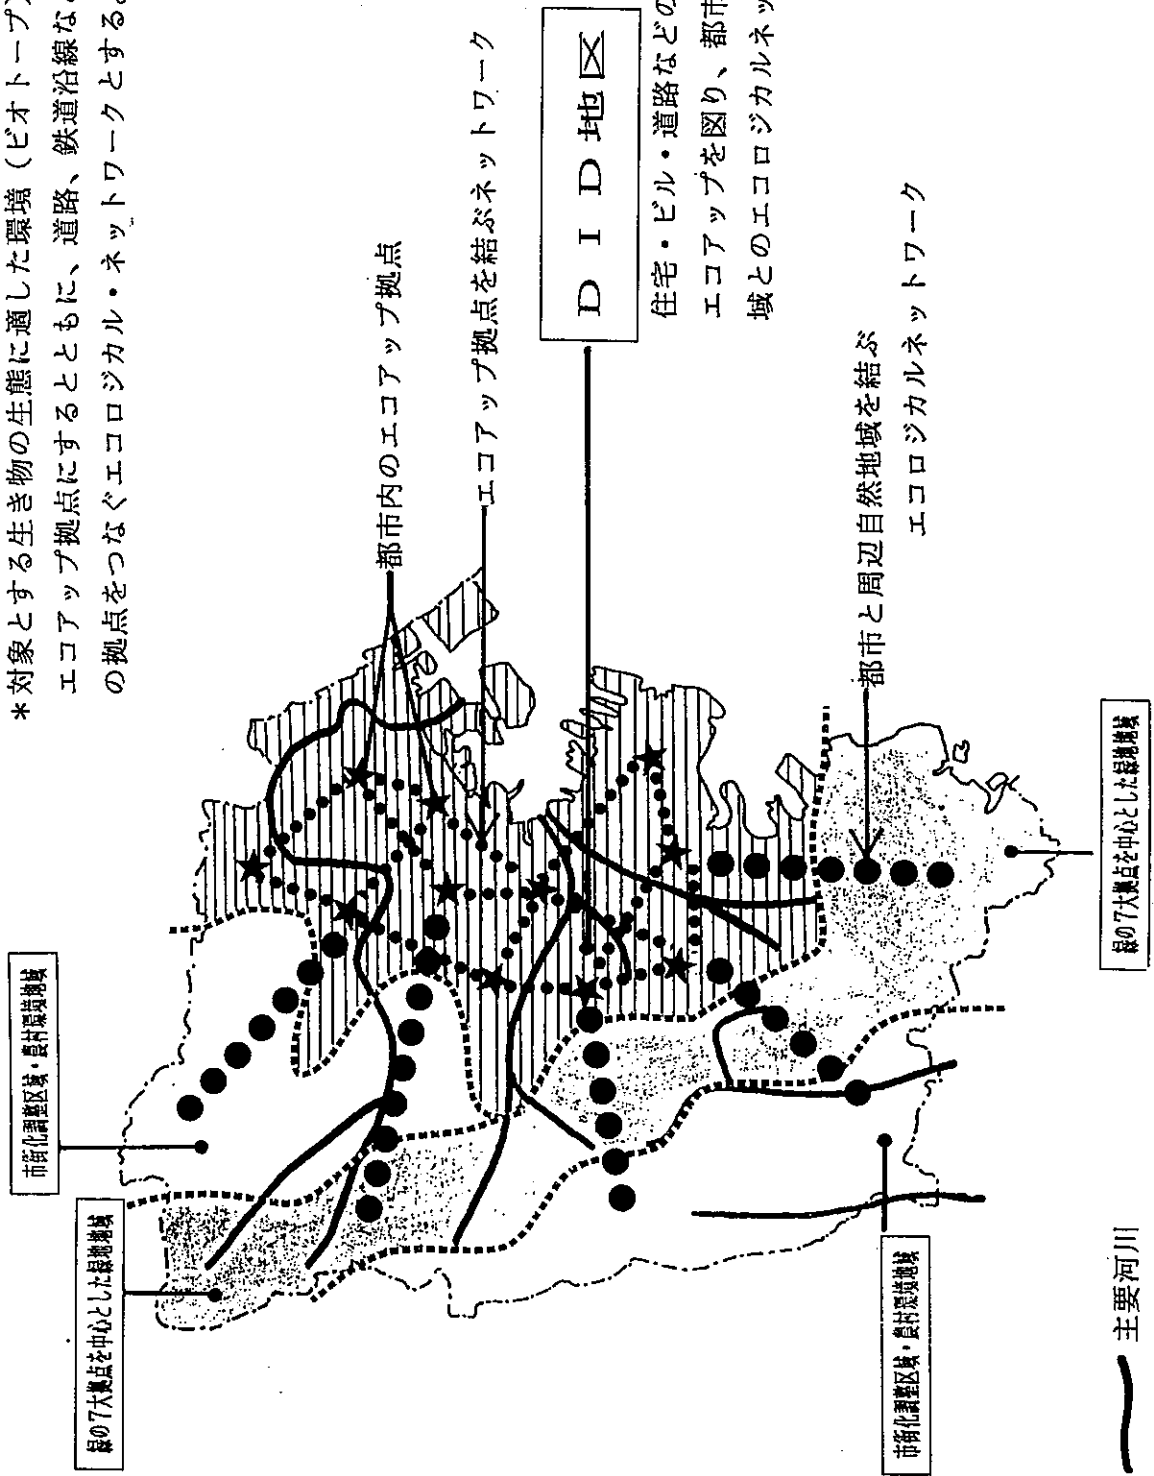 *対象とする生き物の生態に適した環境（ビオトープ）
エコアップ拠点にするとともに、道路、鉄道沿線な
の拠点をつなぐエコロジカル・ネットワークとする。
都市内のエコアップ拠点
エコアップ拠点を結ぶネットワーク
ＤＩＤ地区
住宅・ビル・道路などの
エコアップを図り、都市
域とのエコロジカルネッ
都市と周辺自然地域を結ぶ
エコロジカルネットワーク
市街化調整区域・農村環境地域
緑の7大拠点を中心とした緑地地域
緑の7大拠点を中心とした緑地地域
市街化調整区域・農村環境地域
主要河川